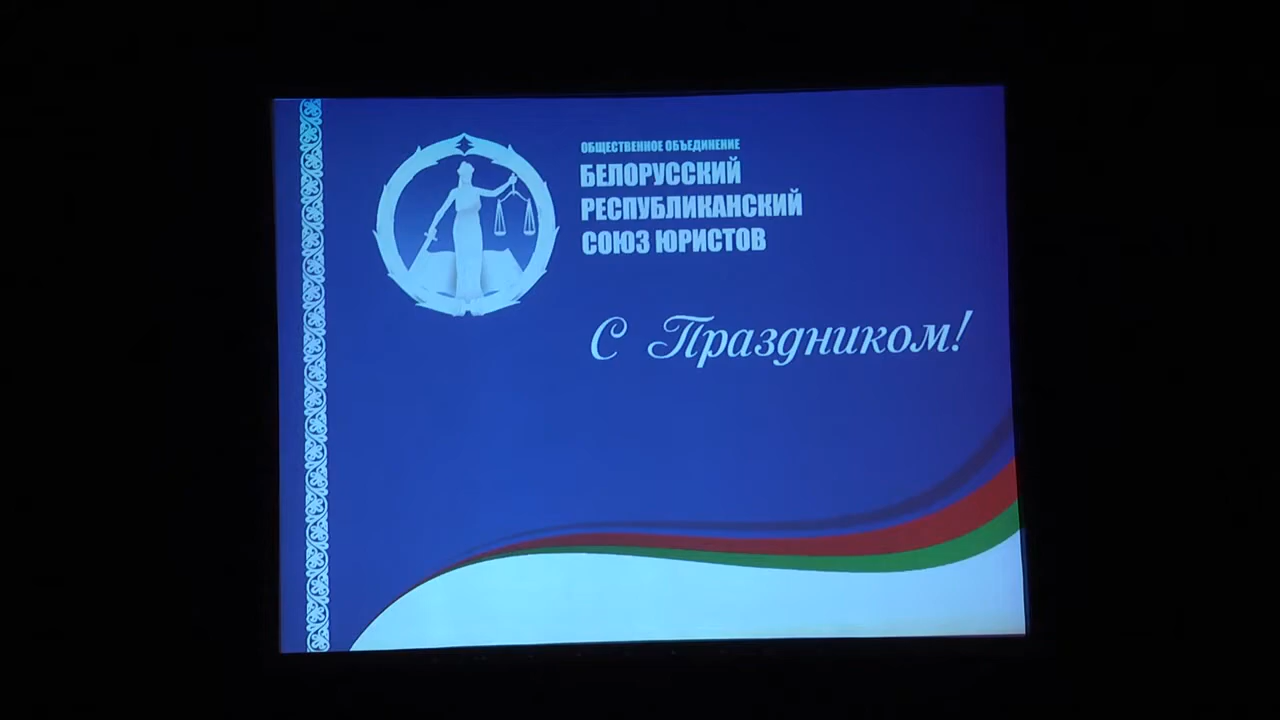 ОБЩЕСТВЕННОЕ ОБЪЕДИНЕНИЕ
БЕЛОРУССКИЙ
РЕСПУБЛИКАНСКИЙ
СОЮЗ ЮРИСТОВ
С Праздником!